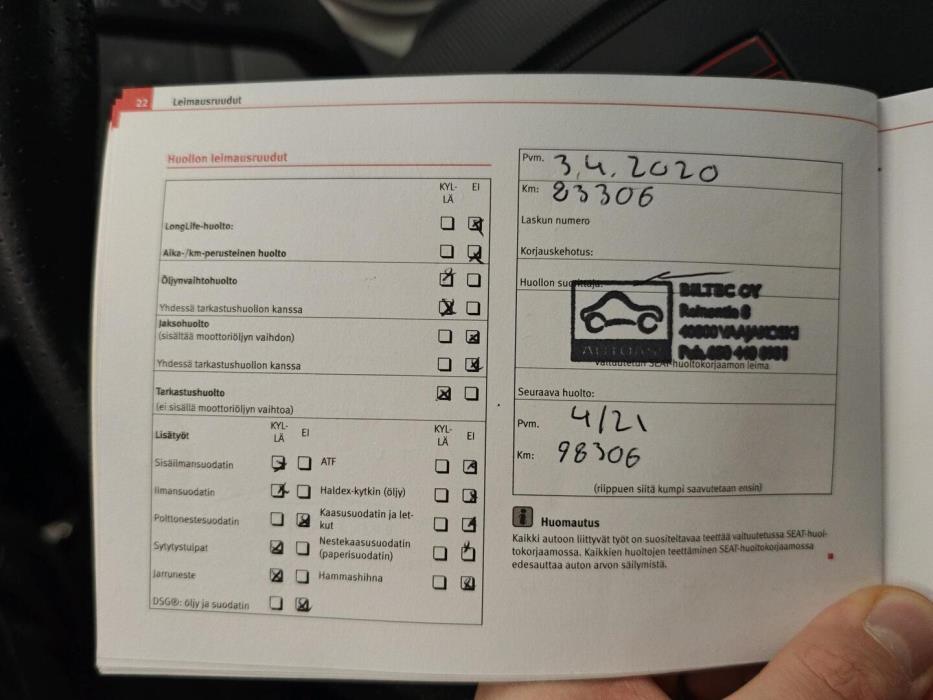 22 Leimausruudut
Huollon leimausruudut
KYL-
LÄ
EI
LongLife-huolto:
Aika-/km-perusteinen huolto
Öljynvaihtohuolto
Yhdessä tarkastushuollon kanssa
Jaksohuolto
(sisältää moottoriöljyn vaihdon)
Yhdessä tarkastushuollon kanssa
Tarkastushuolto
(ei sisällä moottoriöljyn vaihtoa)
Lisätyöt
KYL-
LÄ
EI
KYL-
LÄ
EI
Sisäilmansuodatin
ATF
Ilmansuodatin
Haldex-kytkin (öljy)
Polttonestesuodatin
Kaasusuodatin ja let-
kut
Sytytystulpat
Nestekaasusuodatin
(paperisuodatin)
Jarruneste
Hammashihna
DSG®: öljy ja suodatin
Pvm. 3.4.2020
Km: 83306
Laskun numero
Korjauskehotus:
Huollon suorittaja:
BILTEC OY
40800 VAAJAKOSKI
Valtuutetun SEAT-huoltokorjaamon leima
Seuraava huolto:
Pvm. 4/21
Km: 98306
(riippuen siitä kumpi saavutetaan ensin)
Huomautus
Kaikki autoon liittyvät työt on suositeltavaa teettää valtuutetussa SEAT-huol-
tokorjaamossa. Kaikkien huoltojen teettäminen SEAT-huoltokorjaamossa
edesauttaa auton arvon säilymistä.